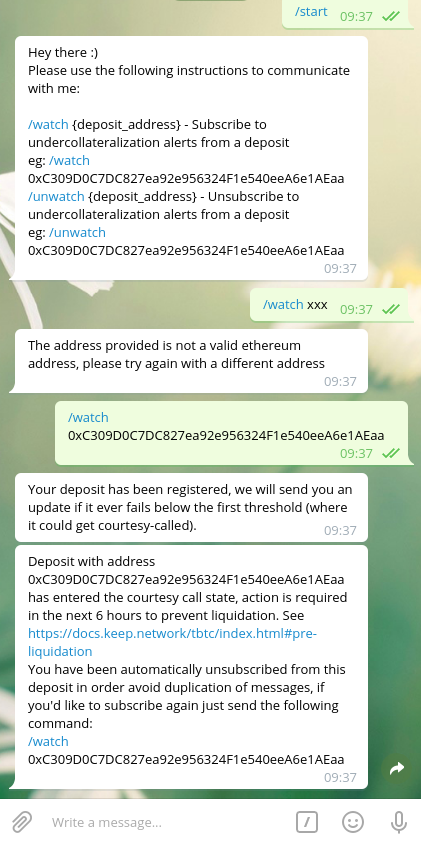 /start 09:37
Hey there :)
Please use the following instructions to communicate
with me:
/watch {deposit_address} - Subscribe to
undercollateralization alerts from a deposit
eg: /watch
0xC309D0C7DC827ea92e956324F1e540eeA6e1AEaa
/unwatch {deposit_address} - Unsubscribe to
undercollateralization alerts from a deposit
eg: /unwatch
0xC309D0C7DC827ea92e956324F1e540eeA6e1AEaa
09:37
/watch xxx 09:37
The address provided is not a valid ethereum
address, please try again with a different address
09:37
/watch
0xC309D0C7DC827ea92e956324F1e540eeA6e1AEaa
09:37
Your deposit has been registered, we will send you an
update if it ever fails below the first threshold (where
it could get courtesy-called). 09:37
Deposit with address
0xC309D0C7DC827ea92e956324F1e540eeA6e1AEaa
has entered the courtesy call state, action is required
in the next 6 hours to prevent liquidation. See
https://docs.keep.network/tbtc/index.html#pre-
liquidation
You have been automatically unsubscribed from this
deposit in order avoid duplication of messages, if
you'd like to subscribe again just send the following
command:
/watch
0xC309D0C7DC827ea92e956324F1e540eeA6e1AEaa
09:37
Write a message...